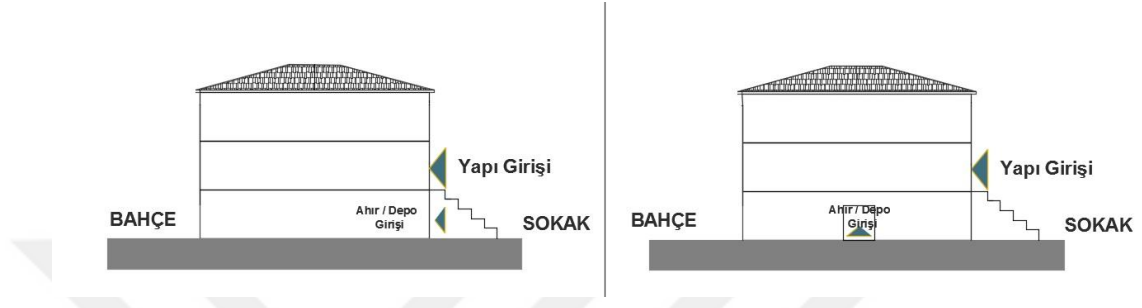 Yapı Girişi
Ahır / Depo
Girişi
BAHÇE
SOKAK
Yapı Girişi
Ahır / Depo
Girişi
BAHÇE
SOKAK